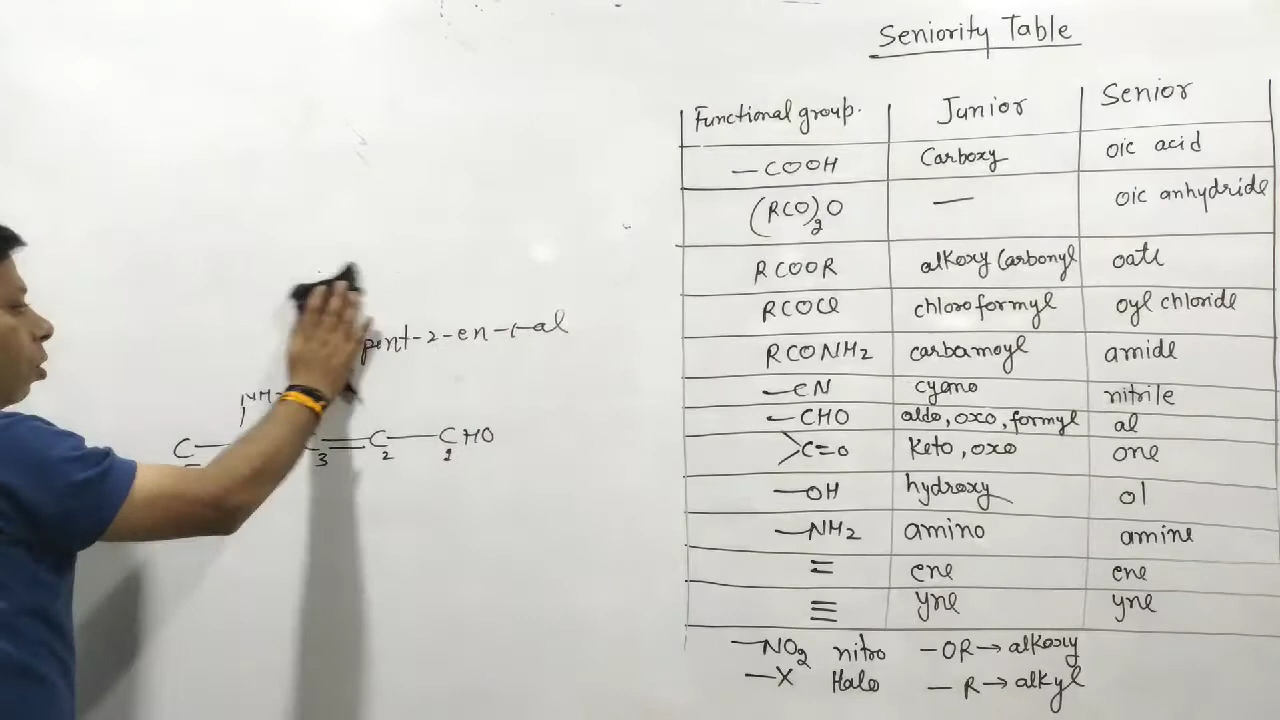 Seniority Table
Functional group. Junior Senior
—COOH Carboxy oic acid
(RCO)₂O — oic anhydride
RCOOR alkoxy Carbonyl oate
RCOCl chloroformyl oyl chloride
RCONH₂ carbamoyl amide
—CN cyano nitrile
—CHO aldo, oxo, formyl al
>C=O Keto, oxo one
—OH hydroxy ol
—NH₂ amino amine
= ene ene
≡ yne yne
—NO₂ nitro —OR→alkoxy
—X Halo —R→alkyl
pent-2-en-1-al
NH
C— C=C—CHO
3 2 1